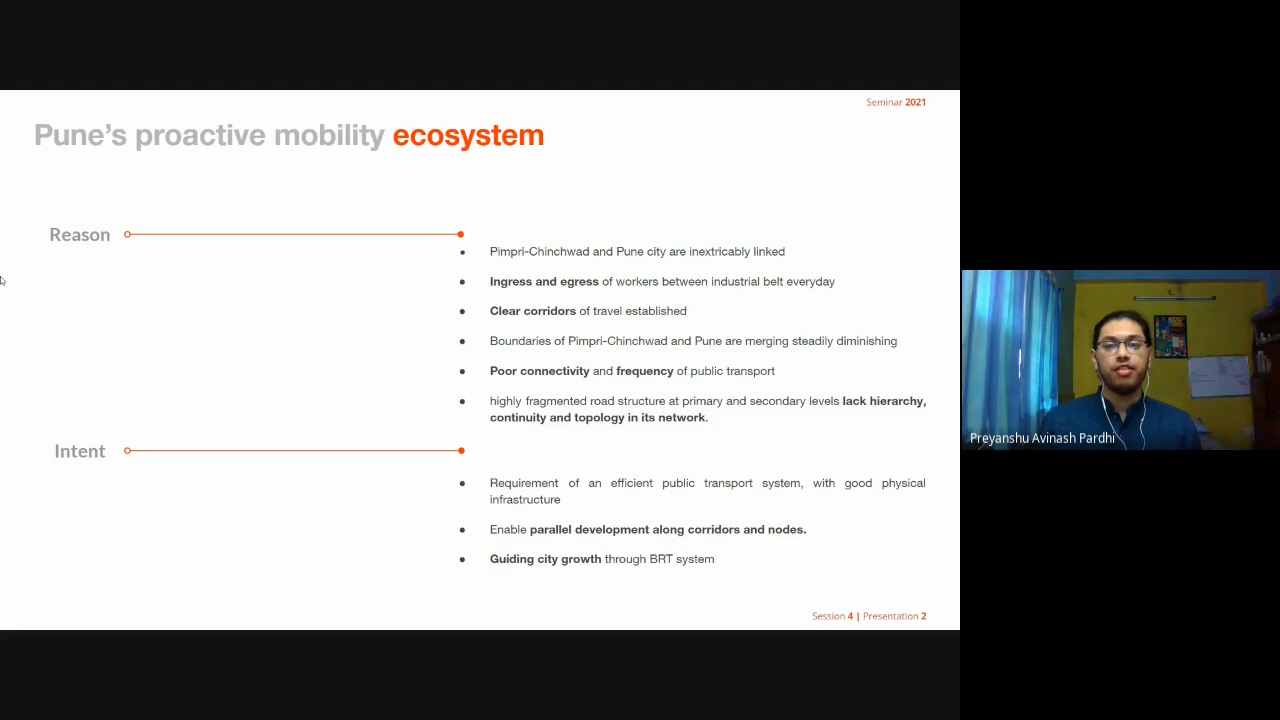 Seminar 2021
Pune's proactive mobility ecosystem
Reason
• Pimpri-Chinchwad and Pune city are inextricably linked
• Ingress and egress of workers between industrial belt everyday
• Clear corridors of travel established
• Boundaries of Pimpri-Chinchwad and Pune are merging steadily diminishing
• Poor connectivity and frequency of public transport
• highly fragmented road structure at primary and secondary levels lack hierarchy,
continuity and topology in its network.
Intent
• Requirement of an efficient public transport system, with good physical
infrastructure
• Enable parallel development along corridors and nodes.
• Guiding city growth through BRT system
Session 4 | Presentation 2
Preyanshu Avinash Pardhi